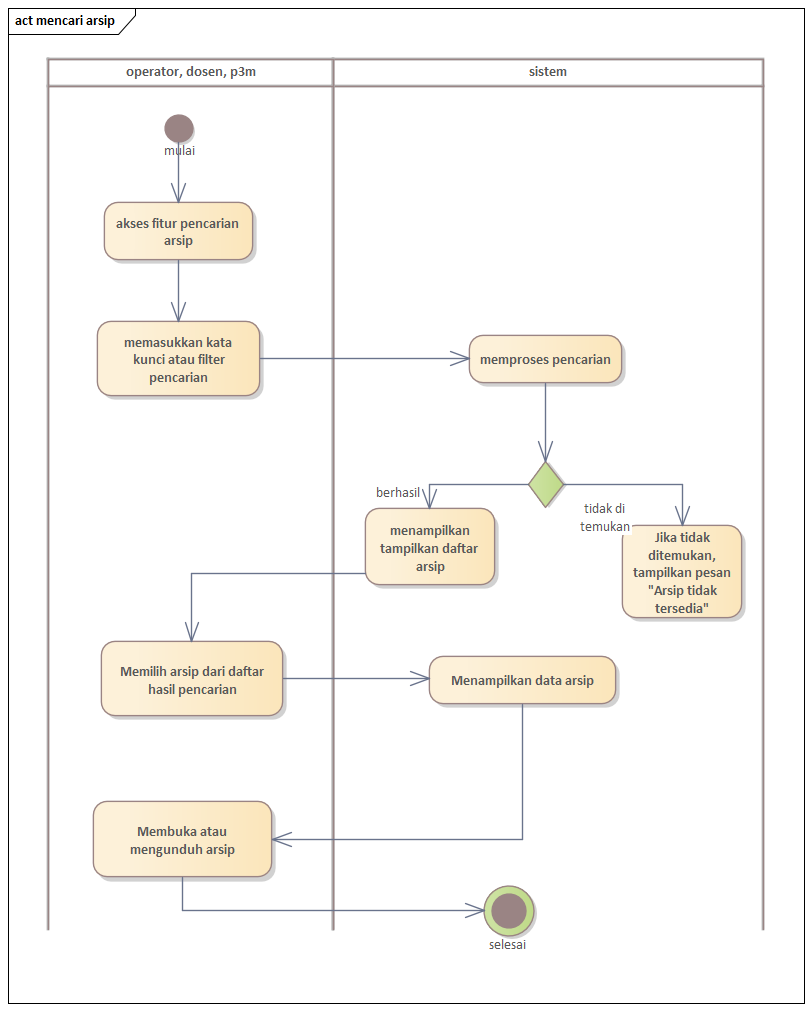 act mencari arsip
operator, dosen, p3m
sistem
mulai
akses fitur pencarian
arsip
memasukkan kata
kunci atau filter
pencarian
memproses pencarian
berhasil
tidak di
temukan
menampilkan
tampilkan daftar
arsip
Jika tidak
ditemukan,
tampilkan pesan
"Arsip tidak
tersedia"
Memilih arsip dari daftar
hasil pencarian
Menampilkan data arsip
Membuka atau
mengunduh arsip
selesai